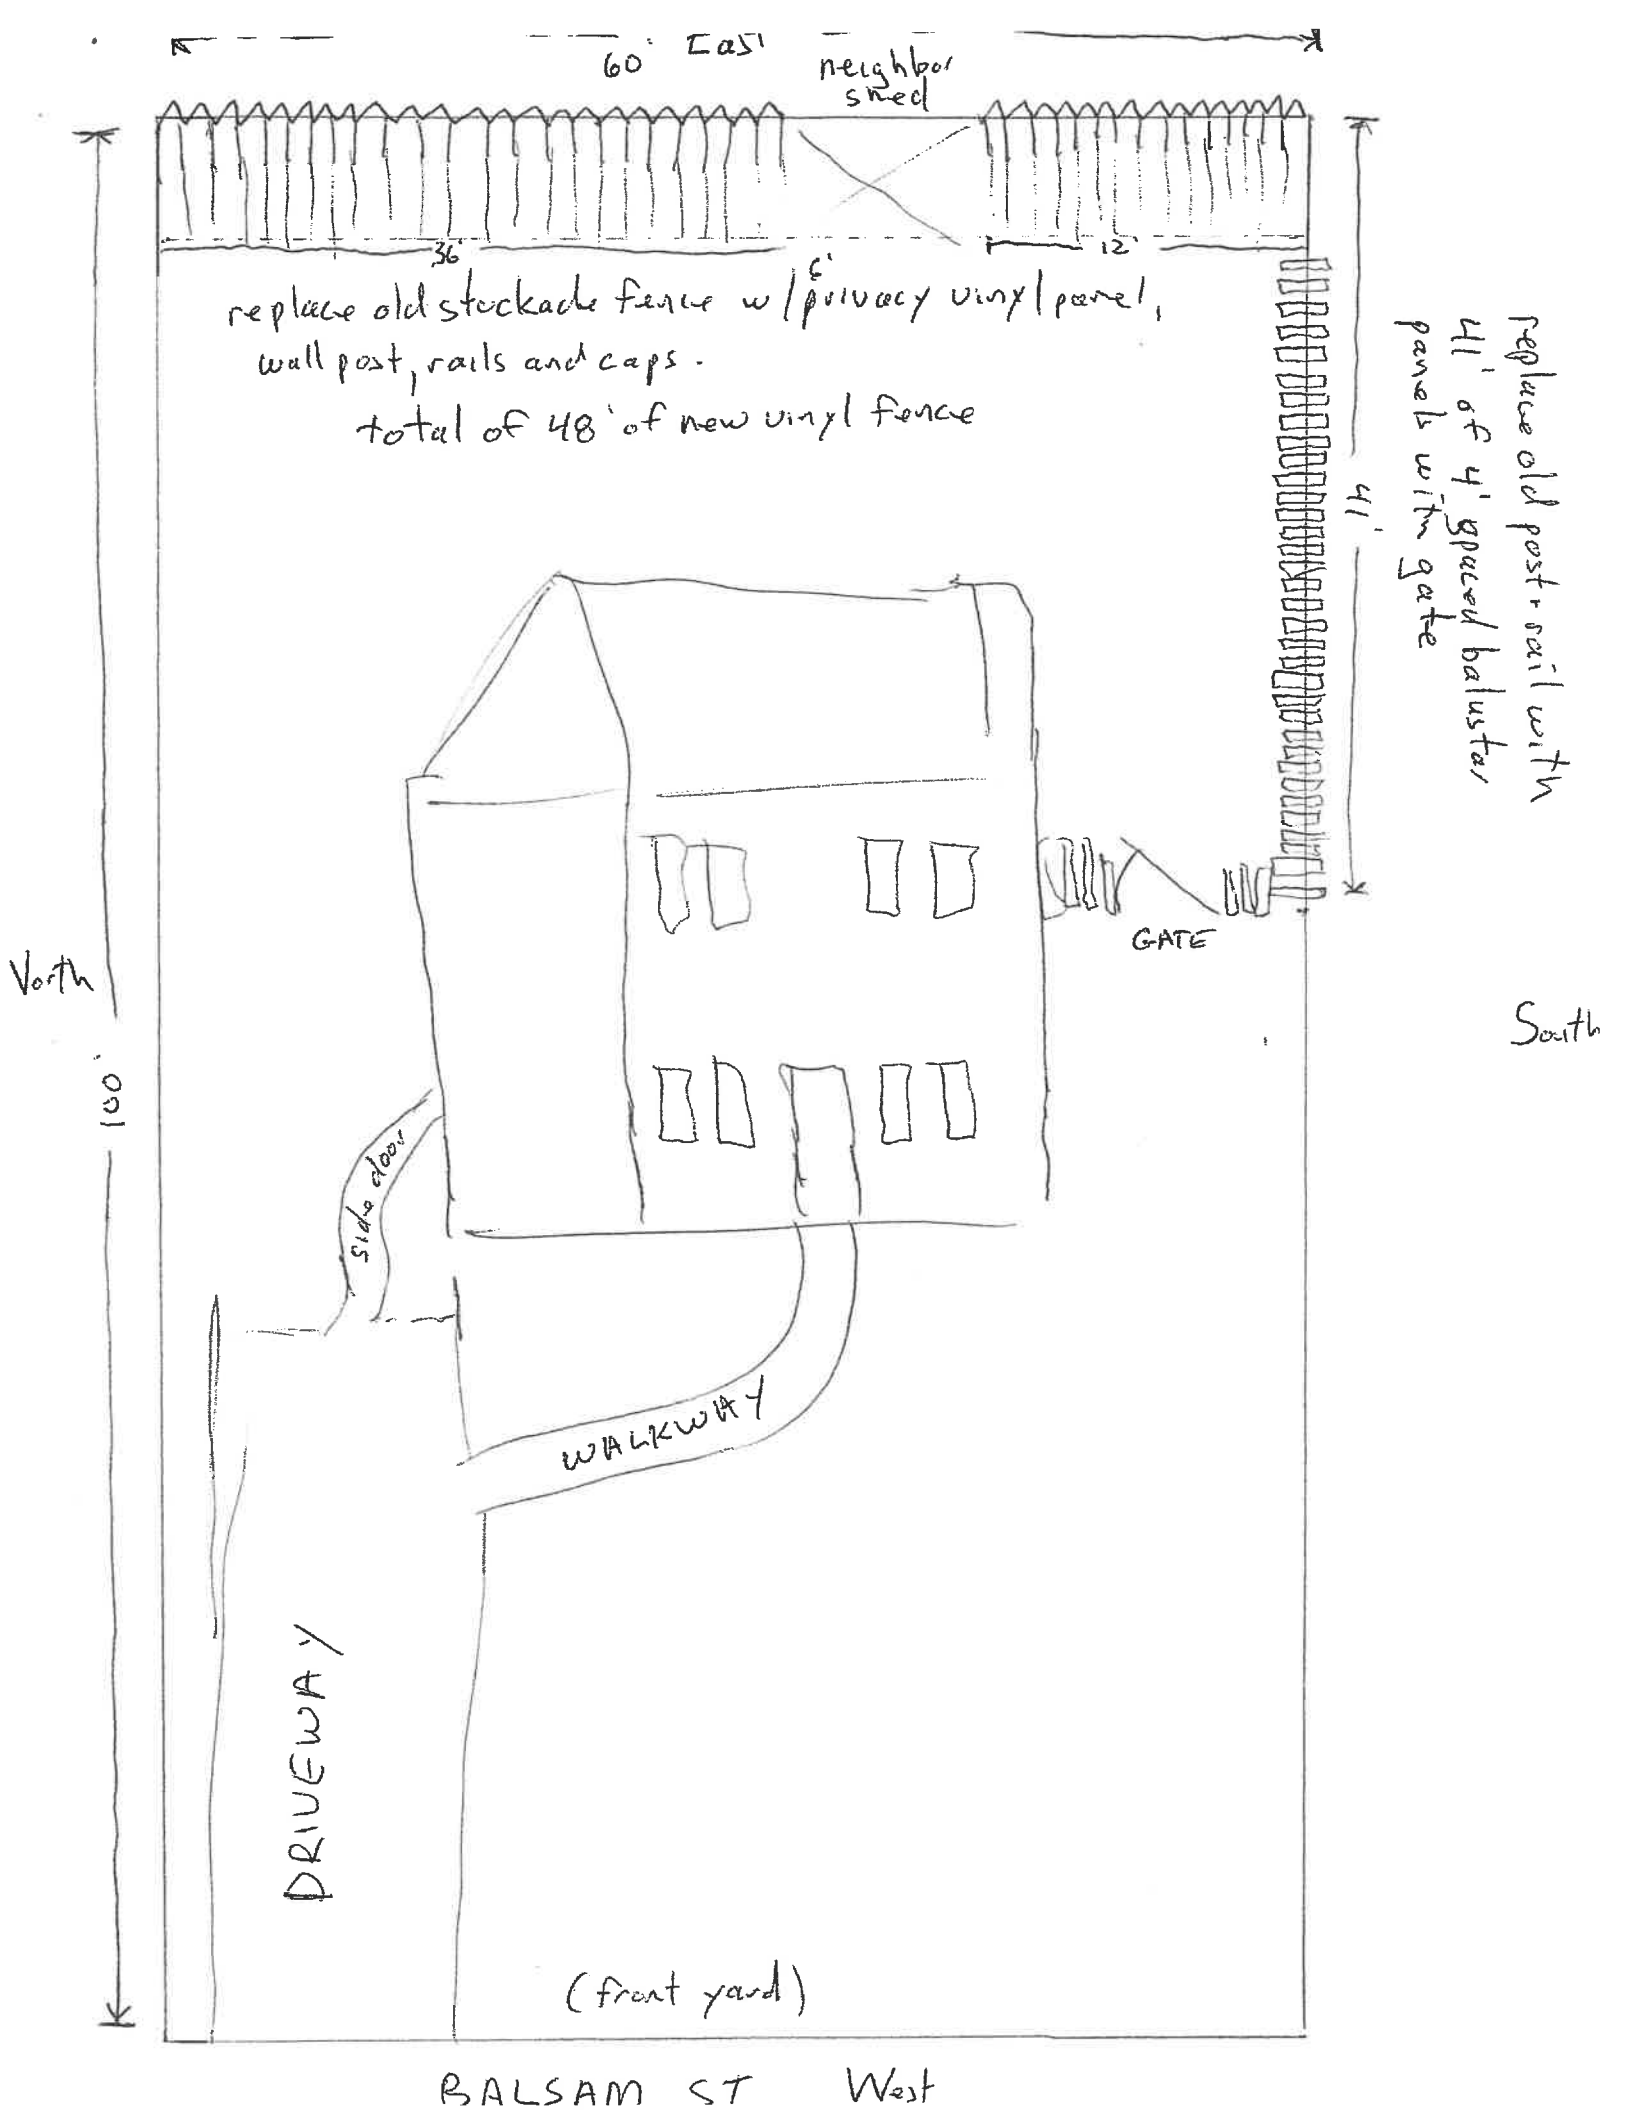 60' East
neighbor
shed
36'
12'
6'
replace old stockade fence w/privacy vinyl panel,
wall post, rails and caps.
total of 48' of new vinyl fence
replace old post + rail with
41' of 4' spaced balustar
panels with gate
41'
GATE
North
South
100'
side door
WALKWAY
DRIVEWAY
(front yard)
BALSAM ST West